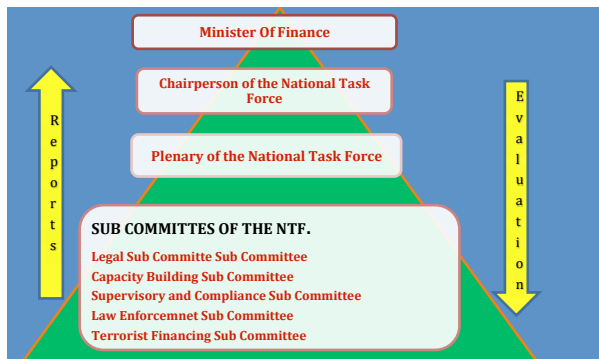 Minister Of Finance
Chairperson of the National Task
Force
Plenary of the National Task Force
Reports
Evaluation
SUB COMMITTES OF THE NTF.
Legal Sub Committe Sub Committee
Capacity Building Sub Committee
Supervisory and Compliance Sub Committee
Law Enforcemnet Sub Committee
Terrorist Financing Sub Committee